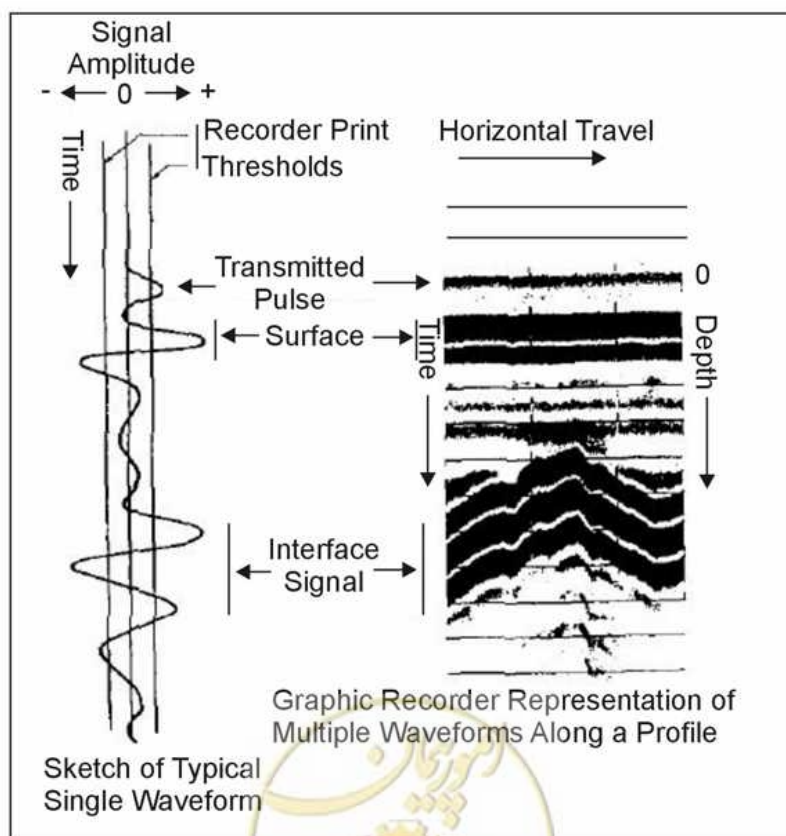 Signal
Amplitude
- 0 +
Time
Recorder Print
Thresholds
Horizontal Travel
Transmitted
Pulse
0
Surface
Time
Depth
Interface
Signal
Graphic Recorder Representation of
Multiple Waveforms Along a Profile
Sketch of Typical
Single Waveform